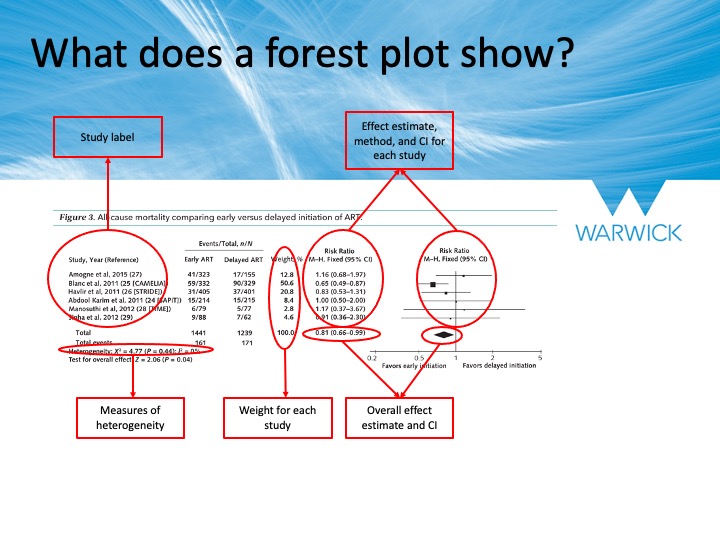 What does a forest plot show?
Study label
Effect estimate,
method, and CI for
each study
WARWICK
Figure 3. All-cause mortality comparing early versus delayed initiation of ART.
Events/Total, n/N
Study, Year (Reference) Early ART Delayed ART Weight, % Risk Ratio
M–H, Fixed (95% CI) Risk Ratio
M–H, Fixed (95% CI)
Amogne et al, 2015 (27) 41/323 17/155 12.8 1.16 (0.68–1.97)
Blanc et al, 2011 (25 [CAMELIA]) 59/332 90/329 50.6 0.65 (0.49–0.87)
Havlir et al, 2011 (26 [STRIDE]) 31/405 37/401 20.8 0.83 (0.53–1.31)
Abdool Karim et al, 2011 (24 [SAPIT]) 15/214 15/215 8.4 1.00 (0.50–2.00)
Manosuthi et al, 2012 (28 [TIME]) 6/79 5/77 2.8 1.17 (0.37–3.67)
Sinha et al, 2012 (29) 9/88 7/62 4.6 0.91 (0.36–2.30)
Total 1441 1239 100.0 0.81 (0.66–0.99)
Total events 161 171
Heterogeneity: X² = 4.77 (P = 0.44); I² = 0%
Test for overall effect: Z = 2.06 (P = 0.04)
0.2 0.5 1 2 5
Favors early initiation Favors delayed initiation
Measures of
heterogeneity
Weight for each
study
Overall effect
estimate and CI